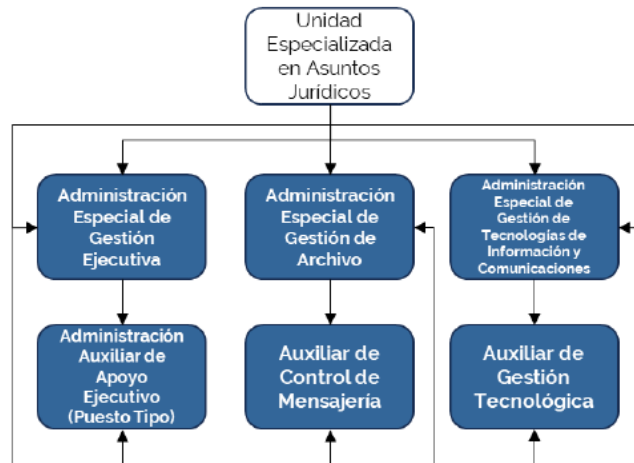 Unidad
Especializada
en Asuntos
Jurídicos
Administración
Especial de
Gestión
Ejecutiva
Administración
Especial de
Gestión de
Archivo
Administración
Especial de
Gestión de
Tecnologías de
Información y
Comunicaciones
Administración
Auxiliar de
Apoyo
Ejecutivo
(Puesto Tipo)
Auxiliar de
Control de
Mensajería
Auxiliar de
Gestión
Tecnológica